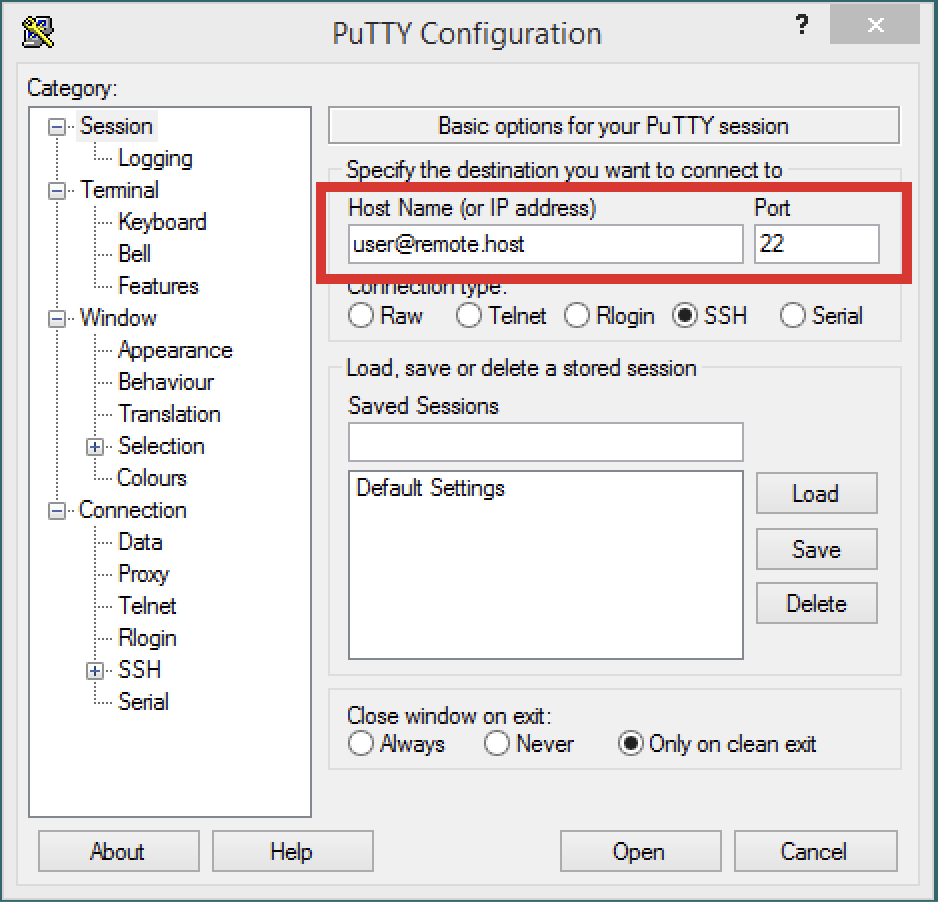 PuTTY Configuration
?
Category:
Session
Logging
Terminal
Keyboard
Bell
Features
Window
Appearance
Behaviour
Translation
Selection
Colours
Connection
Data
Proxy
Telnet
Rlogin
SSH
Serial
Basic options for your PuTTY session
Specify the destination you want to connect to
Host Name (or IP address) Port
user@remote.host 22
Connection type:
Raw Telnet Rlogin SSH Serial
Load, save or delete a stored session
Saved Sessions
Default Settings
Load
Save
Delete
Close window on exit:
Always Never Only on clean exit
About Help Open Cancel